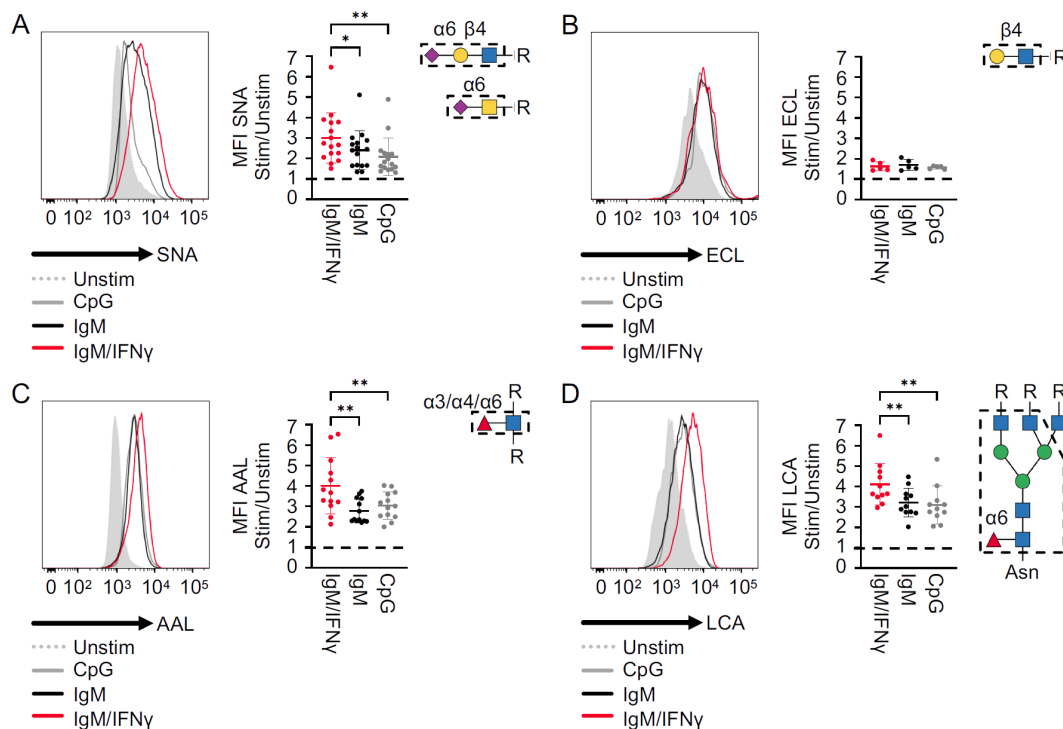 A
0 10² 10³ 10⁴ 10⁵
SNA
Unstim
CpG
IgM
IgM/IFNγ
MFI SNA
Stim/Unstim
7
6
5
4
3
2
1
0
**
*
IgM/IFNγ
IgM
CpG
α6 β4
R
α6
R
B
0 10² 10³ 10⁴ 10⁵
ECL
Unstim
CpG
IgM
IgM/IFNγ
MFI ECL
Stim/Unstim
7
6
5
4
3
2
1
0
IgM/IFNγ
IgM
CpG
β4
R
C
0 10² 10³ 10⁴ 10⁵
AAL
Unstim
CpG
IgM
IgM/IFNγ
MFI AAL
Stim/Unstim
7
6
5
4
3
2
1
0
**
**
IgM/IFNγ
IgM
CpG
R
α3/α4/α6
R
D
0 10² 10³ 10⁴ 10⁵
LCA
Unstim
CpG
IgM
IgM/IFNγ
MFI LCA
Stim/Unstim
7
6
5
4
3
2
1
0
**
**
IgM/IFNγ
IgM
CpG
R R R
α6
Asn